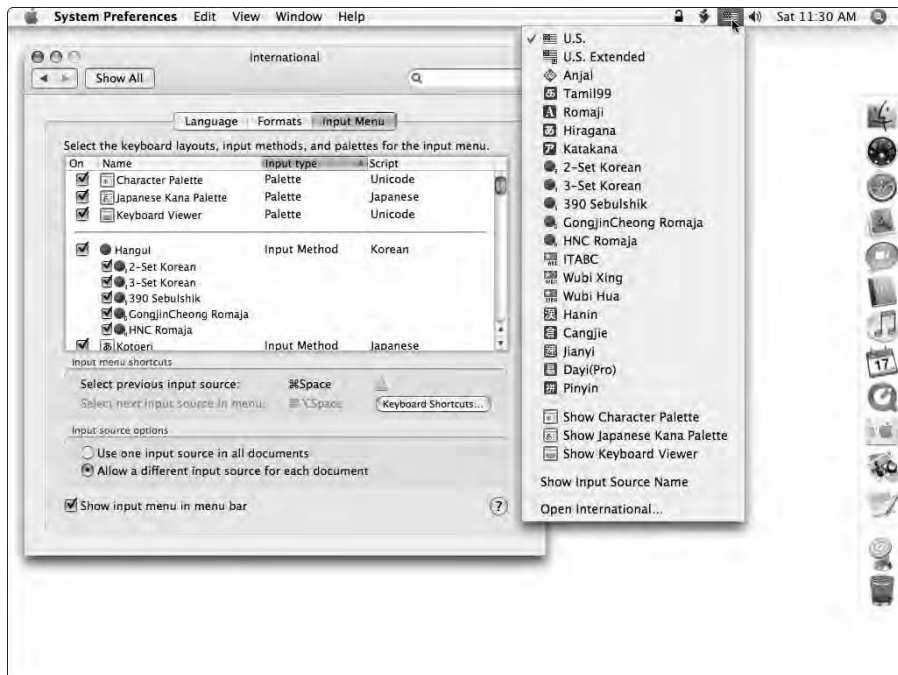 System Preferences Edit View Window Help Sat 11:30 AM
International
Show All
Language Formats Input Menu
Select the keyboard layouts, input methods, and palettes for the input menu.
On Name Input type Script
Character Palette Palette Unicode
Japanese Kana Palette Palette Japanese
Keyboard Viewer Palette Unicode
Hangul Input Method Korean
2-Set Korean
3-Set Korean
390 Sebulshik
GongjinCheong Romaja
HNC Romaja
あ Kotoeri Input Method Japanese
Input menu shortcuts
Select previous input source: ⌘Space
Select next input source in menu: ⌘⌥Space Keyboard Shortcuts...
Input source options
Use one input source in all documents
Allow a different input source for each document
Show input menu in menu bar ?
✓ U.S.
U.S. Extended
Anjal
Tamil99
A Romaji
あ Hiragana
ア Katakana
2-Set Korean
3-Set Korean
390 Sebulshik
GongjinCheong Romaja
HNC Romaja
ITABC
Wubi Xing
Wubi Hua
漢 Hanin
倉 Cangjie
Jianyi
Dayi(Pro)
拼 Pinyin
Show Character Palette
Show Japanese Kana Palette
Show Keyboard Viewer
Show Input Source Name
Open International...
17